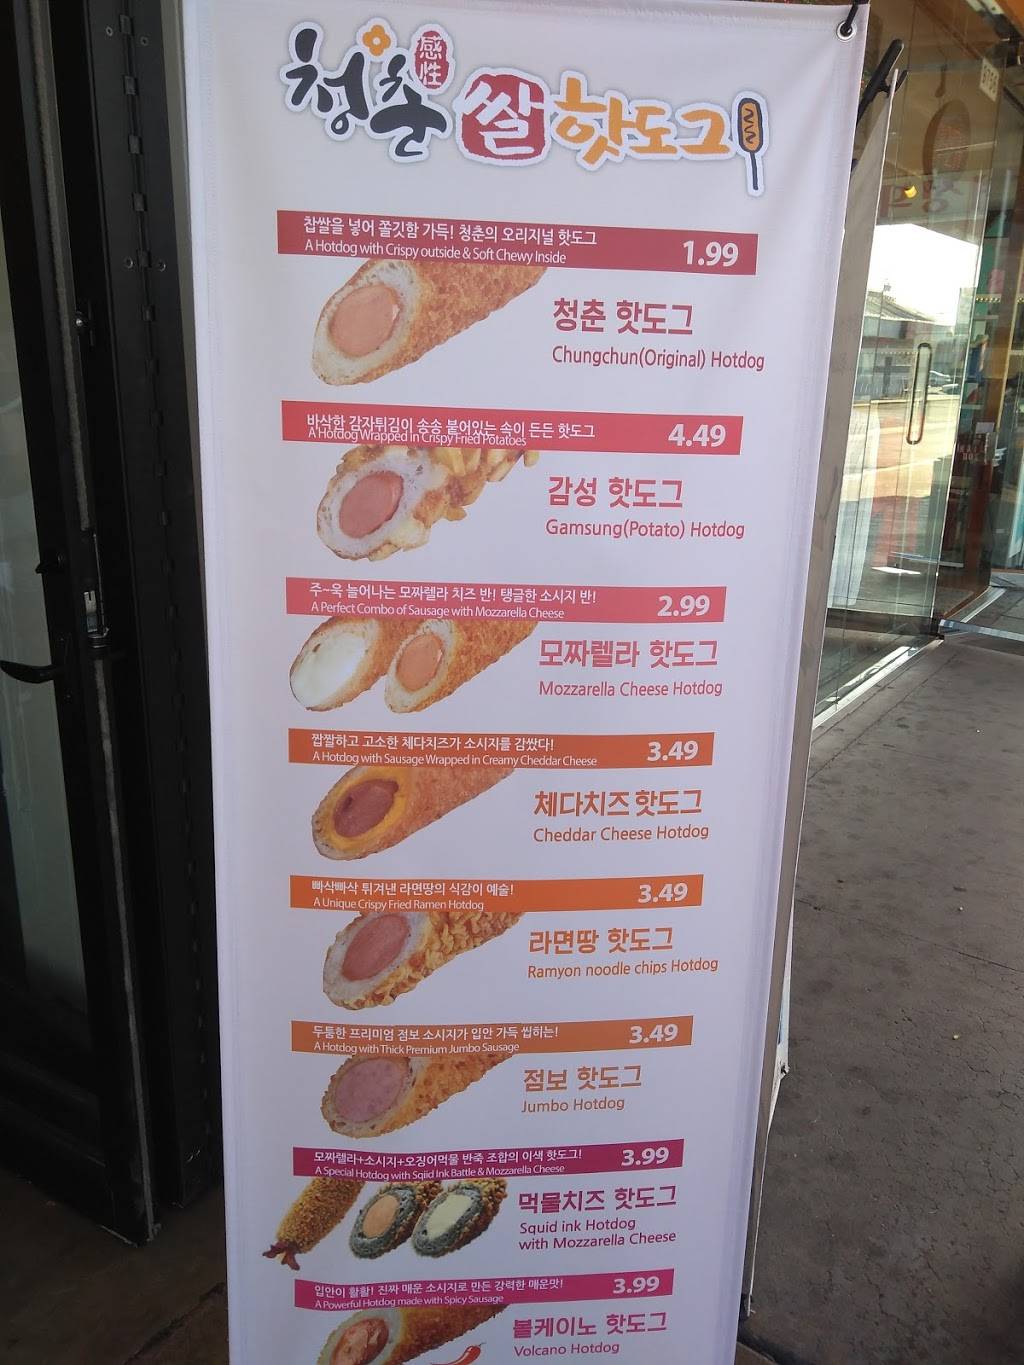 청춘 感性 쌀 핫도그
찹쌀을 넣어 쫄깃함 가득! 청춘의 오리지널 핫도그
A Hotdog with Crispy outside & Soft Chewy Inside
1.99
청춘 핫도그
Chungchun(Original) Hotdog
바삭한 감자튀김이 송송 붙어있는 속이 든든 핫도그
A Hotdog Wrapped in Crispy Fried Potatoes
4.49
감성 핫도그
Gamsung(Potato) Hotdog
주~욱 늘어나는 모짜렐라 치즈 반! 탱글한 소시지 반!
A Perfect Combo of Sausage with Mozzarella Cheese
2.99
모짜렐라 핫도그
Mozzarella Cheese Hotdog
짭짤하고 고소한 체다치즈가 소시지를 감쌌다!
A Hotdog with Sausage Wrapped in Creamy Cheddar Cheese
3.49
체다치즈 핫도그
Cheddar Cheese Hotdog
빠삭빠삭 튀겨낸 라면땅의 식감이 예술!
A Unique Crispy Fried Ramen Hotdog
3.49
라면땅 핫도그
Ramyon noodle chips Hotdog
두툼한 프리미엄 점보 소시지가 입안 가득 씹히는!
A Hotdog with Thick Premium Jumbo Sausage
3.49
점보 핫도그
Jumbo Hotdog
모짜렐라+소시지+오징어먹물 반죽 조합의 이색 핫도그!
A Special Hotdog with Sqiid Ink Battle & Mozzarella Cheese
3.99
먹물치즈 핫도그
Squid ink Hotdog
with Mozzarella Cheese
입안이 활활! 진짜 매운 소시지로 만든 강력한 매운맛!
A Powerful Hotdog made with Spicy Sausage
3.99
볼케이노 핫도그
Volcano Hotdog